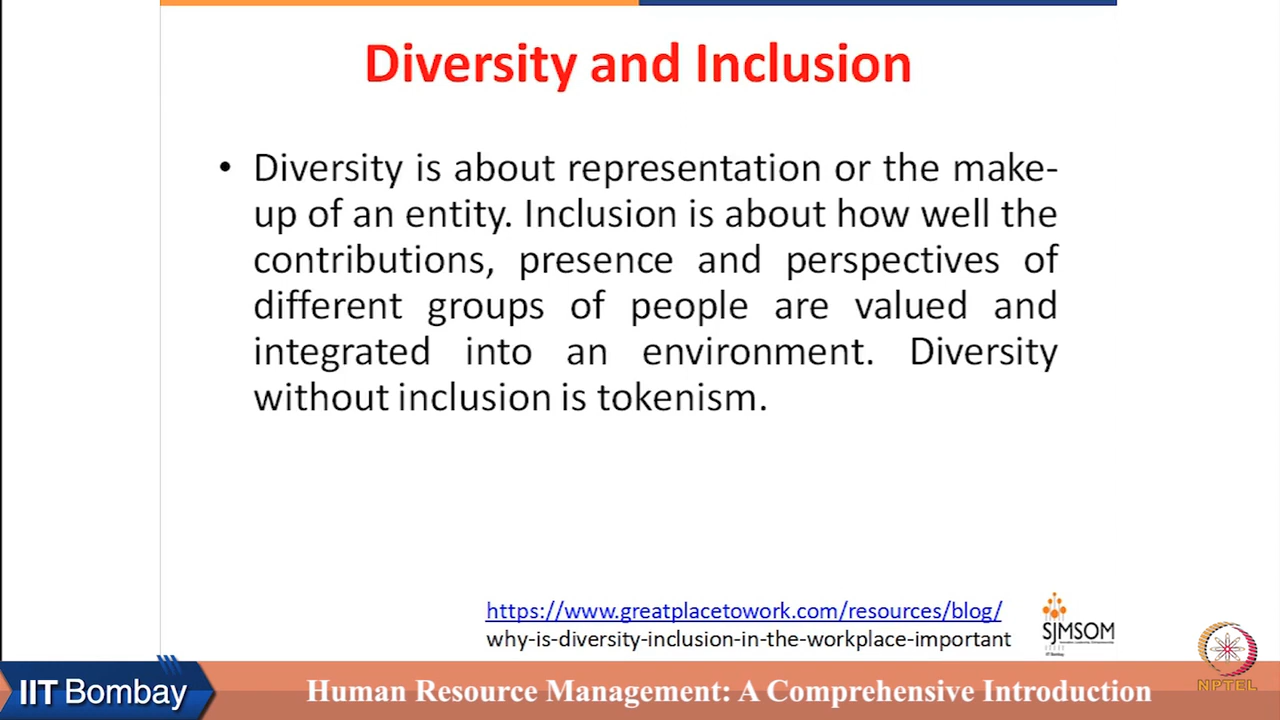 Diversity and Inclusion
• Diversity is about representation or the make-
up of an entity. Inclusion is about how well the
contributions, presence and perspectives of
different groups of people are valued and
integrated into an environment. Diversity
without inclusion is tokenism.
https://www.greatplacetowork.com/resources/blog/
why-is-diversity-inclusion-in-the-workplace-important
SJMSOM
IIT Bombay
NPTEL
IIT Bombay
Human Resource Management: A Comprehensive Introduction